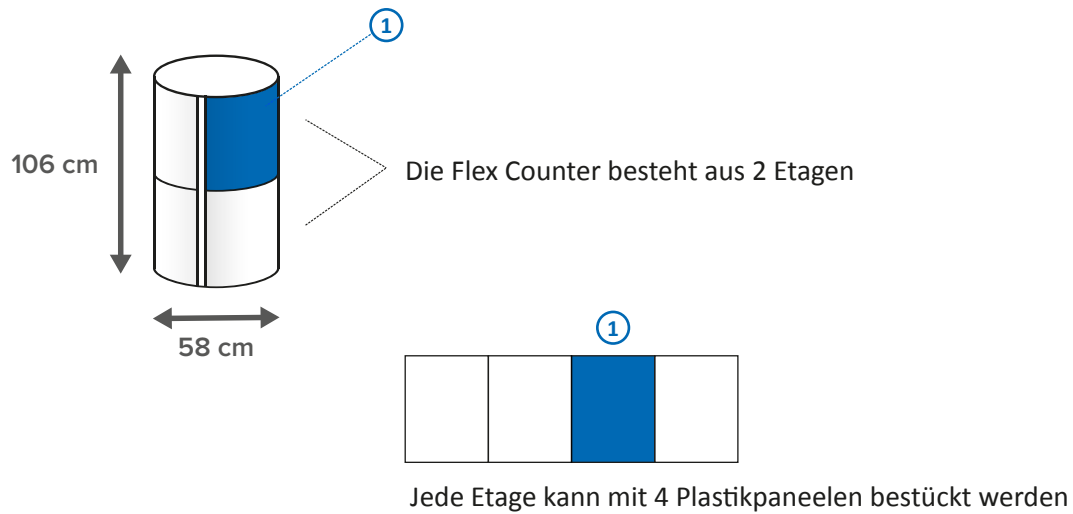 1
106 cm
Die Flex Counter besteht aus 2 Etagen
58 cm
1
Jede Etage kann mit 4 Plastikpaneelen bestückt werden